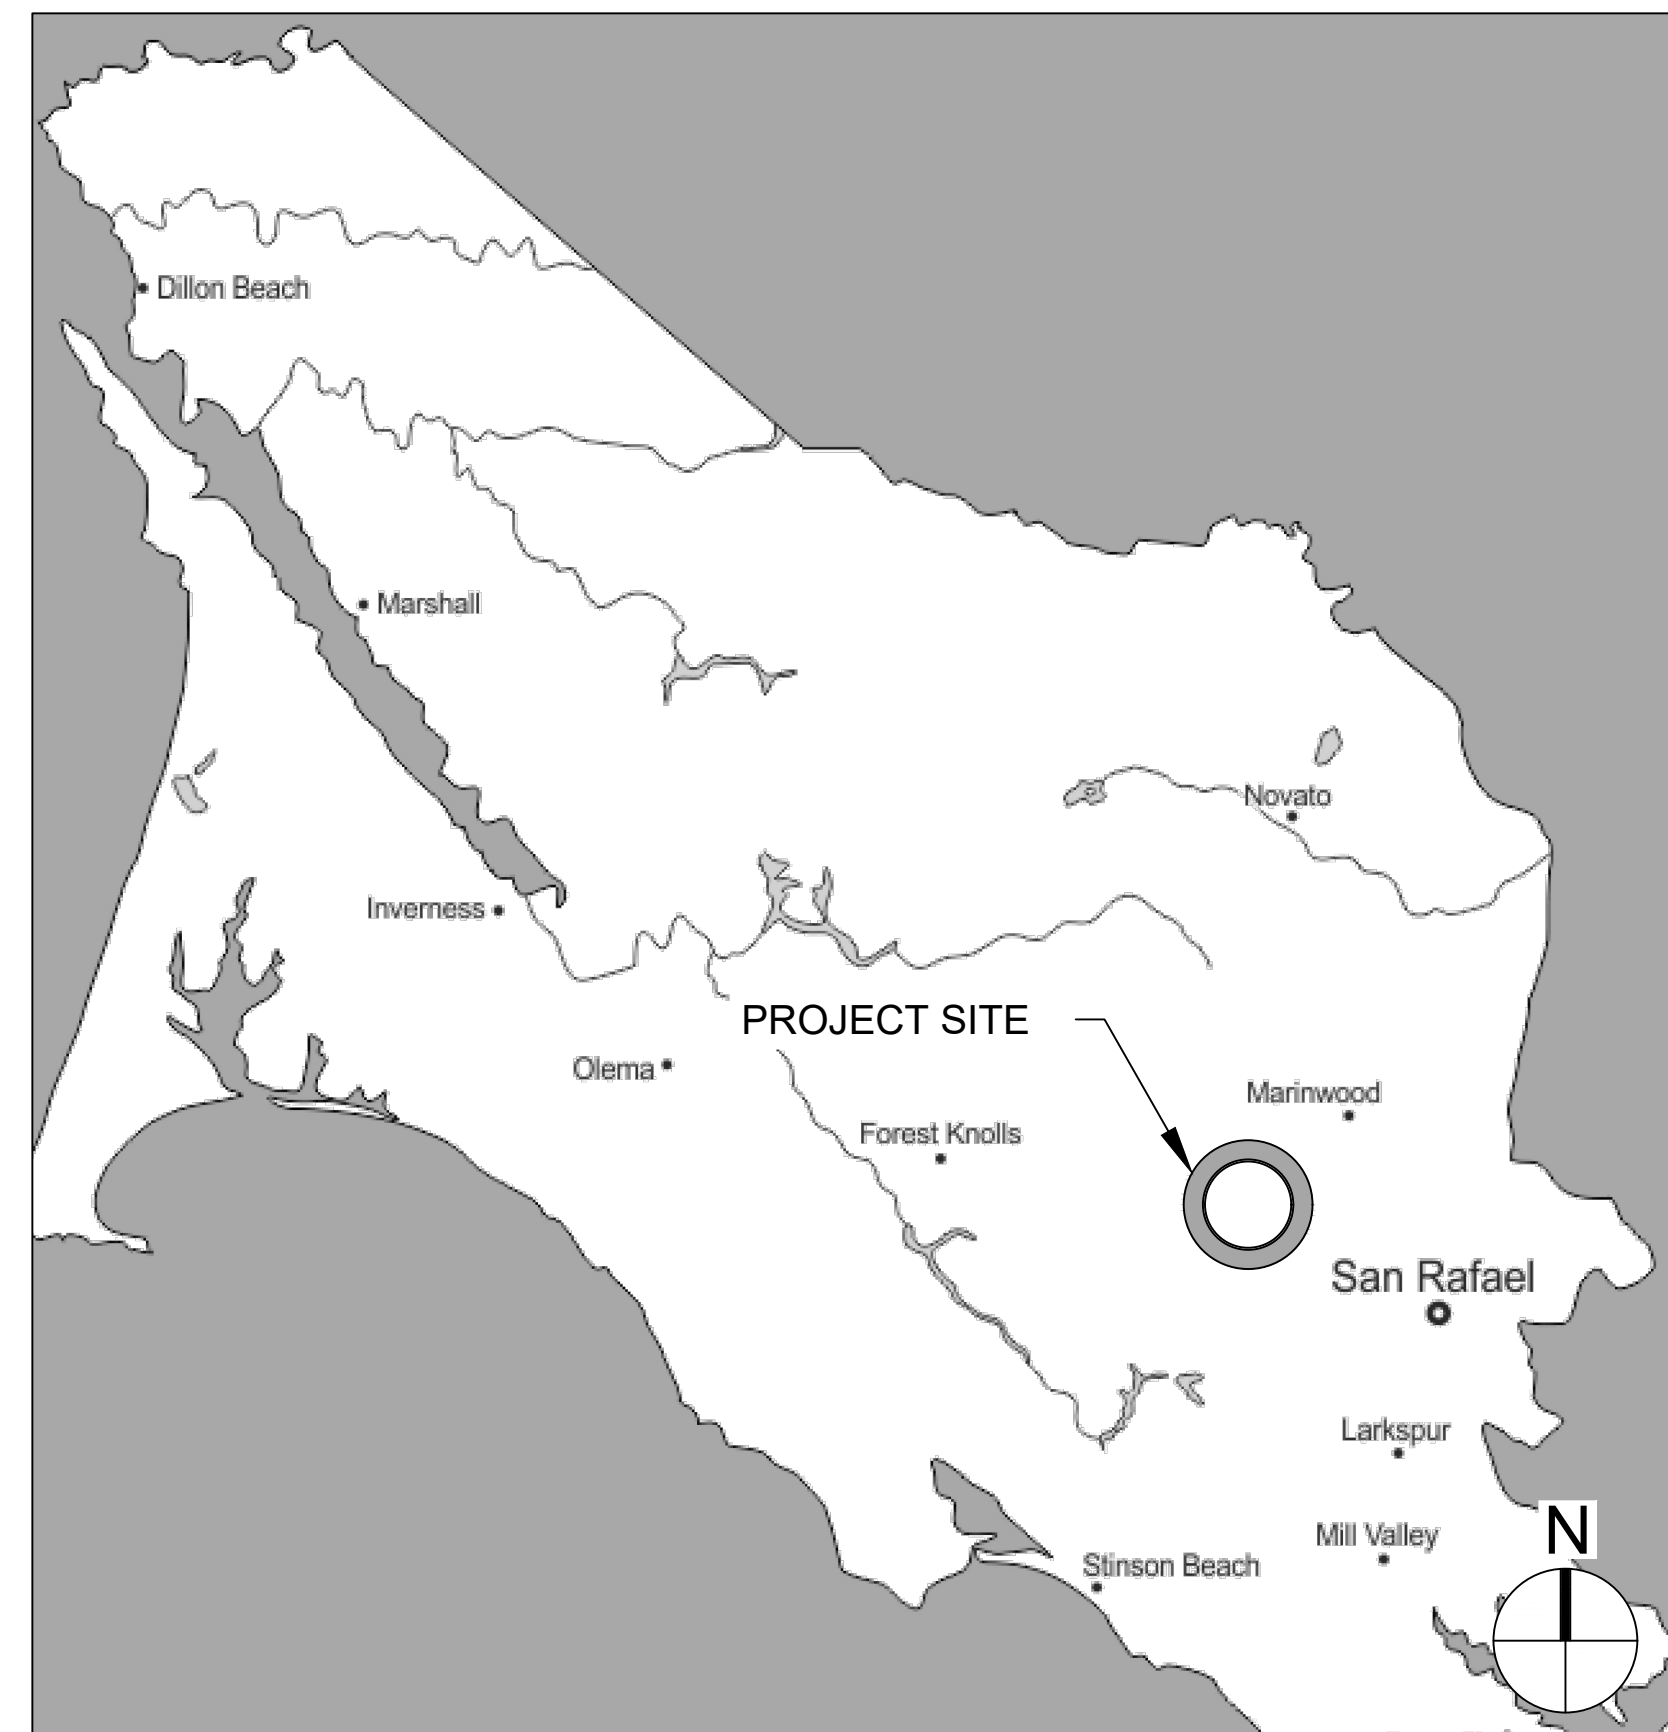 Dillon Beach
Marshall
Novato
Inverness
PROJECT SITE
Olema
Marinwood
Forest Knolls
San Rafael
Larkspur
N
Mill Valley
Stinson Beach